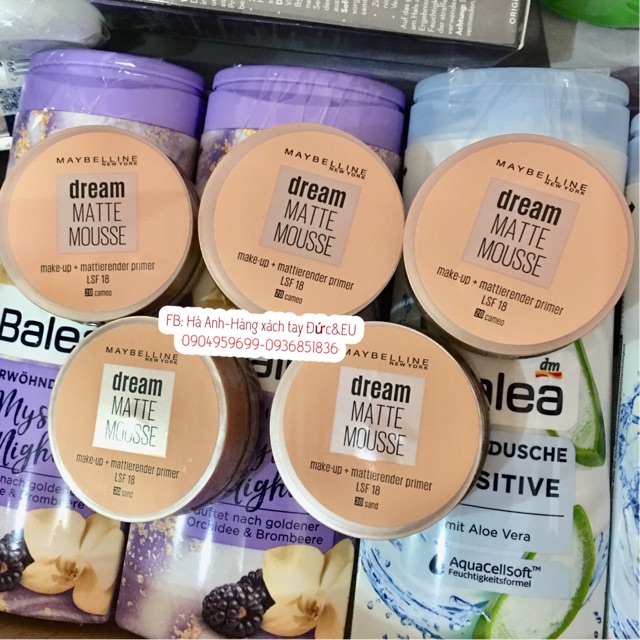 MAYBELLINE
NEW YORK
dream
MATTE
MOUSSE
make-up + mattierender primer
LSF 18
20 cameo
MAYBELLINE
NEW YORK
dream
MATTE
MOUSSE
make-up + mattierender primer
LSF 18
20 cameo
MAYBELLINE
NEW YORK
dream
MATTE
MOUSSE
make-up + mattierender primer
LSF 18
20 cameo
FB: Hà Anh-Hàng xách tay Đức&EU
0904959699-0936851836
MAYBELLINE
NEW YORK
dream
MATTE
MOUSSE
make-up + mattierender primer
LSF 18
sand
MAYBELLINE
NEW YORK
dream
MATTE
MOUSSE
make-up + mattierender primer
LSF 18
sand
Balea
nach golden
& Brombeere
duftet nach goldener
Orchidee & Brombeere
dm
alea
DUSCHE
SITIVE
mit Aloe Vera
AquaCellSoft™
Feuchtigkeitsformel